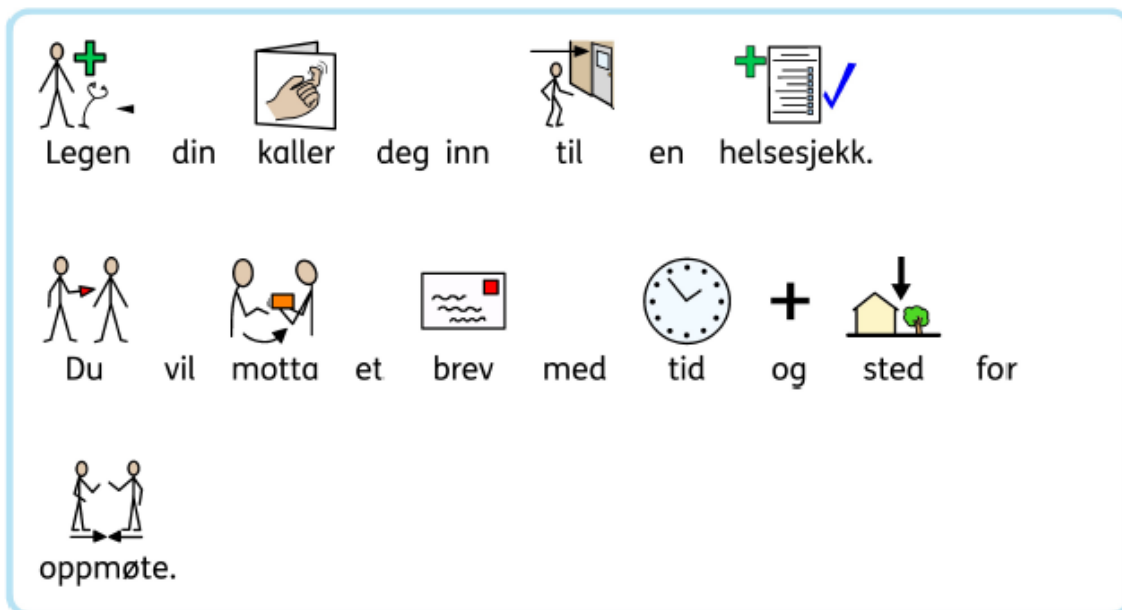 Legen din kaller deg inn til en helsesjekk.
Du vil motta et brev med tid og sted for
oppmøte.